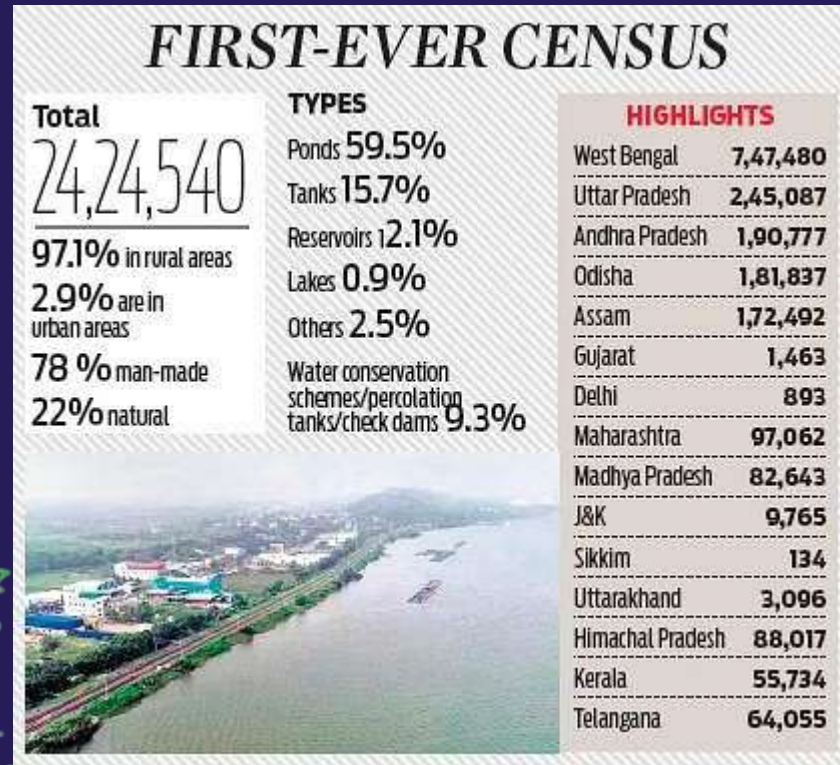 FIRST-EVER CENSUS
Total
24,24,540
97.1% in rural areas
2.9% are in
urban areas
78 % man-made
22% natural
TYPES
Ponds 59.5%
Tanks 15.7%
Reservoirs 12.1%
Lakes 0.9%
Others 2.5%
Water conservation
schemes/percolation
tanks/check dams 9.3%
HIGHLIGHTS
West Bengal 7,47,480
Uttar Pradesh 2,45,087
Andhra Pradesh 1,90,777
Odisha 1,81,837
Assam 1,72,492
Gujarat 1,463
Delhi 893
Maharashtra 97,062
Madhya Pradesh 82,643
J&K 9,765
Sikkim 134
Uttarakhand 3,096
Himachal Pradesh 88,017
Kerala 55,734
Telangana 64,055